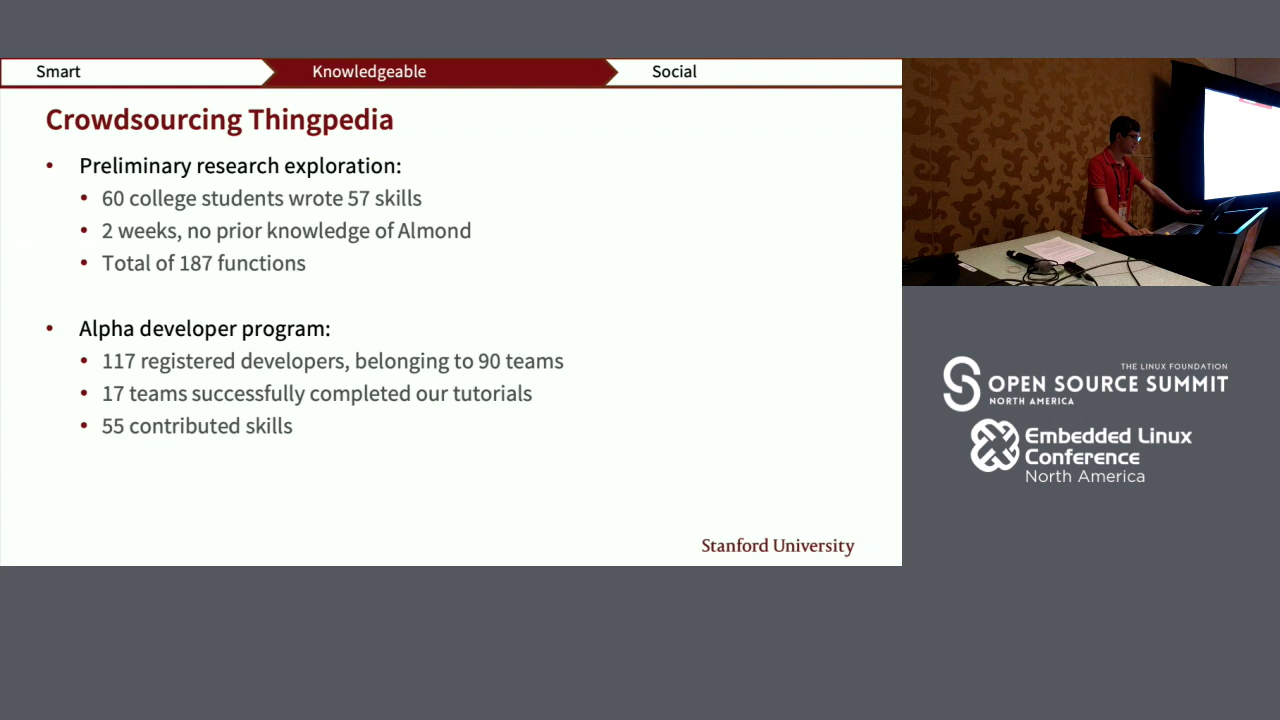 Smart
Knowledgeable
Social
Crowdsourcing Thingpedia
• Preliminary research exploration:
• 60 college students wrote 57 skills
• 2 weeks, no prior knowledge of Almond
• Total of 187 functions
• Alpha developer program:
• 117 registered developers, belonging to 90 teams
• 17 teams successfully completed our tutorials
• 55 contributed skills
Stanford University
THE LINUX FOUNDATION
OPEN SOURCE SUMMIT
NORTH AMERICA
Embedded Linux
Conference
North America